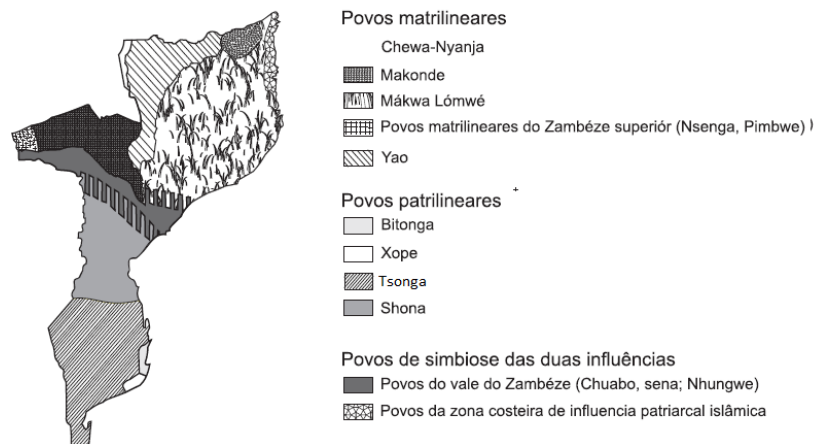 Povos matrilineares
Chewa-Nyanja
Makonde
Mákwa Lómwé
Povos matrilineares do Zambéze superiór (Nsenga, Pimbwe) )
Yao
+
Povos patrilineares
Bitonga
Xope
Tsonga
Shona
Povos de simbiose das duas influências
Povos do vale do Zambéze (Chuabo, sena; Nhungwe)
Povos da zona costeira de influencia patriarcal islâmica